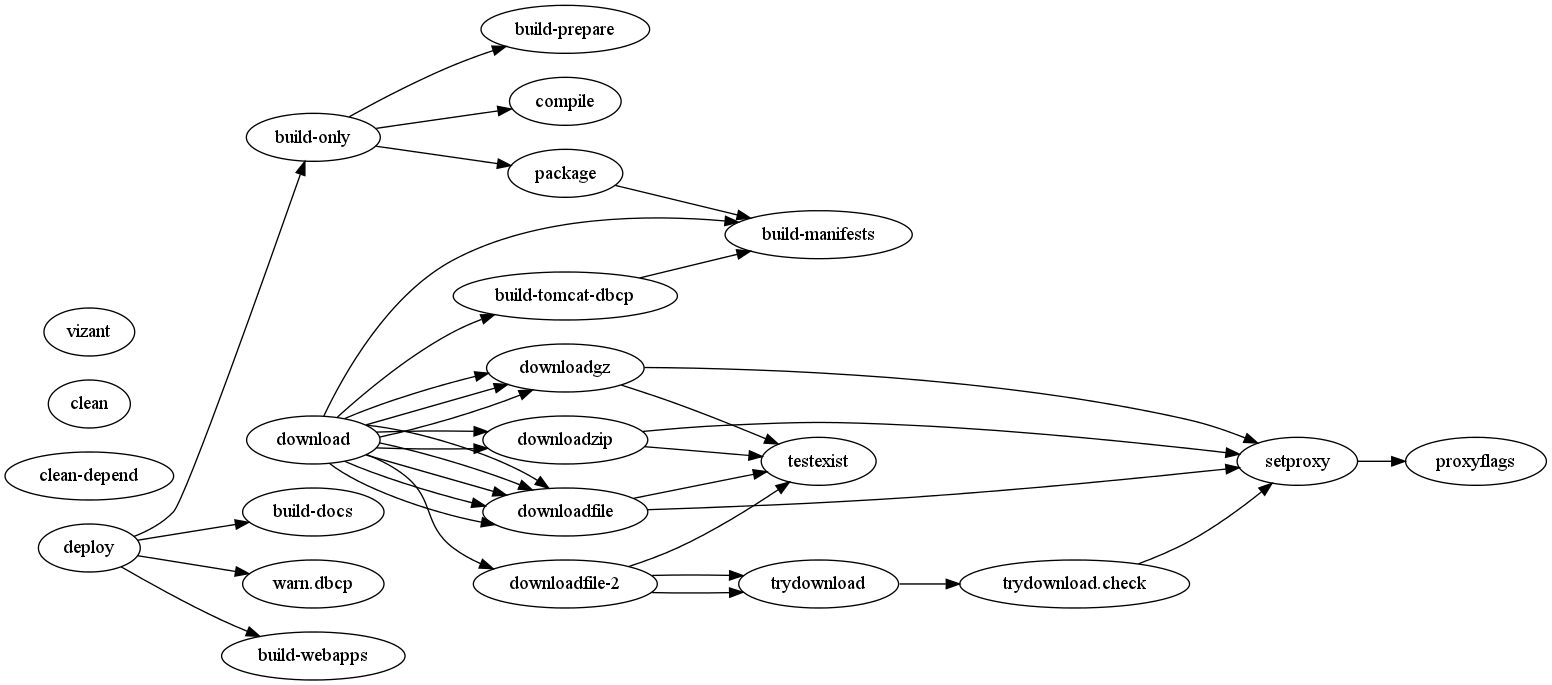 build-prepare
compile
build-only
package
build-manifests
build-tomcat-dbcp
vizant
downloadgz
clean
download
downloadzip
testexist
setproxy
proxyflags
clean-depend
build-docs
downloadfile
deploy
warn.dbcp
downloadfile-2
trydownload
trydownload.check
build-webapps